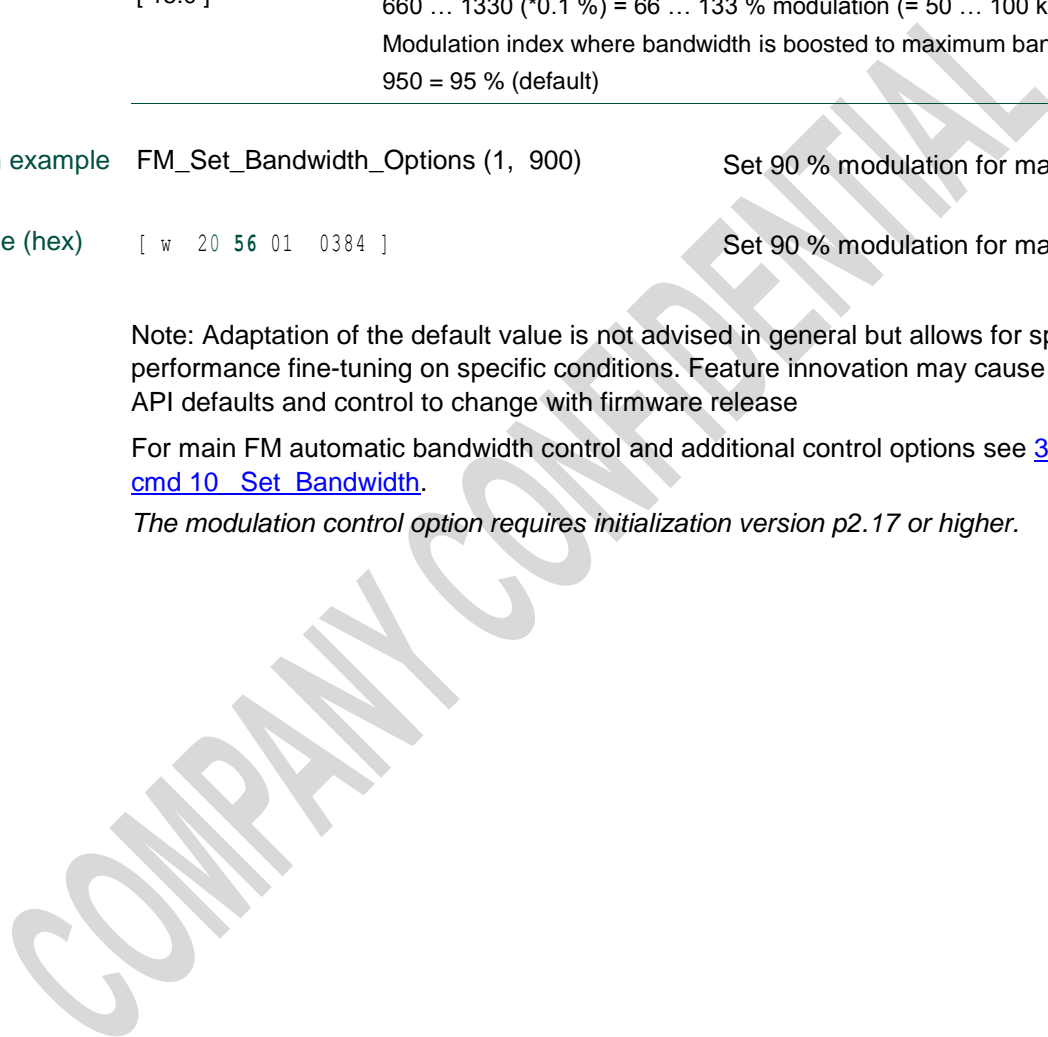 660 … 1330 (*0.1 %) = 66 … 133 % modulation (= 50 … 100 k
Modulation index where bandwidth is boosted to maximum ban
950 = 95 % (default)
example FM_Set_Bandwidth_Options (1, 900) Set 90 % modulation for ma
e (hex) [ w 20 56 01 0384 ] Set 90 % modulation for ma
Note: Adaptation of the default value is not advised in general but allows for sp
performance fine-tuning on specific conditions. Feature innovation may cause
API defaults and control to change with firmware release
For main FM automatic bandwidth control and additional control options see 3
cmd 10 Set_Bandwidth.
The modulation control option requires initialization version p2.17 or higher.
COMPANY CONFIDENTIAL